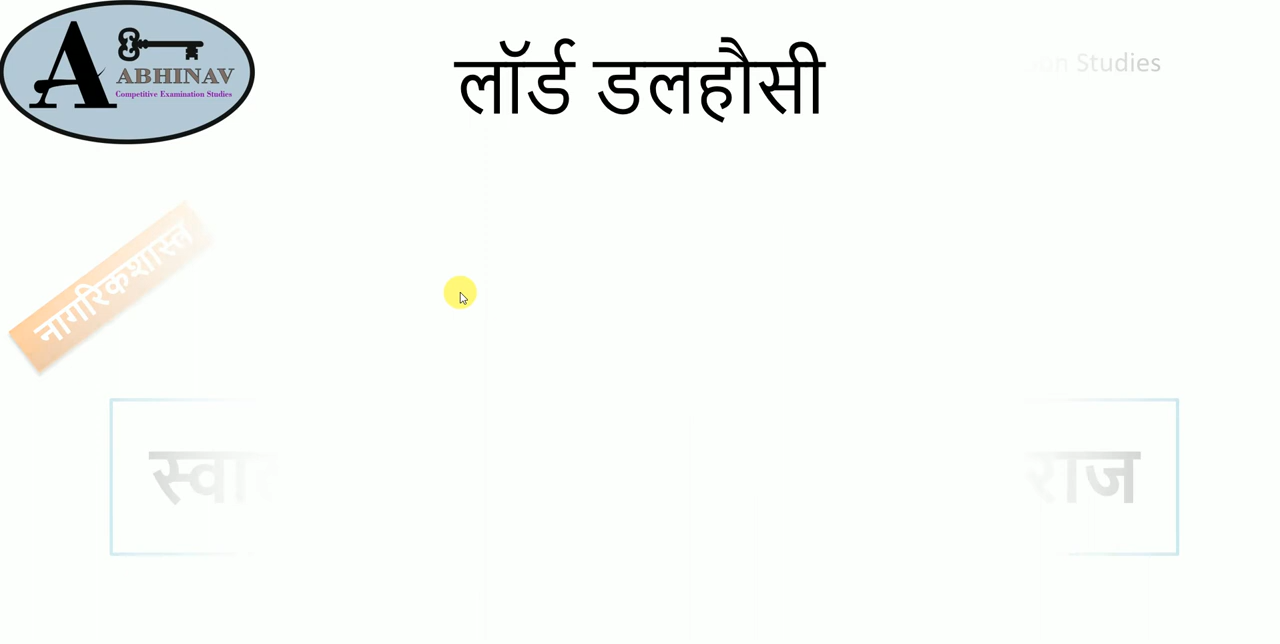 ABHINAV
Competitive Examination Studies
लॉर्ड डलहौसी
Studies
नागरिकशास्त्र
राज